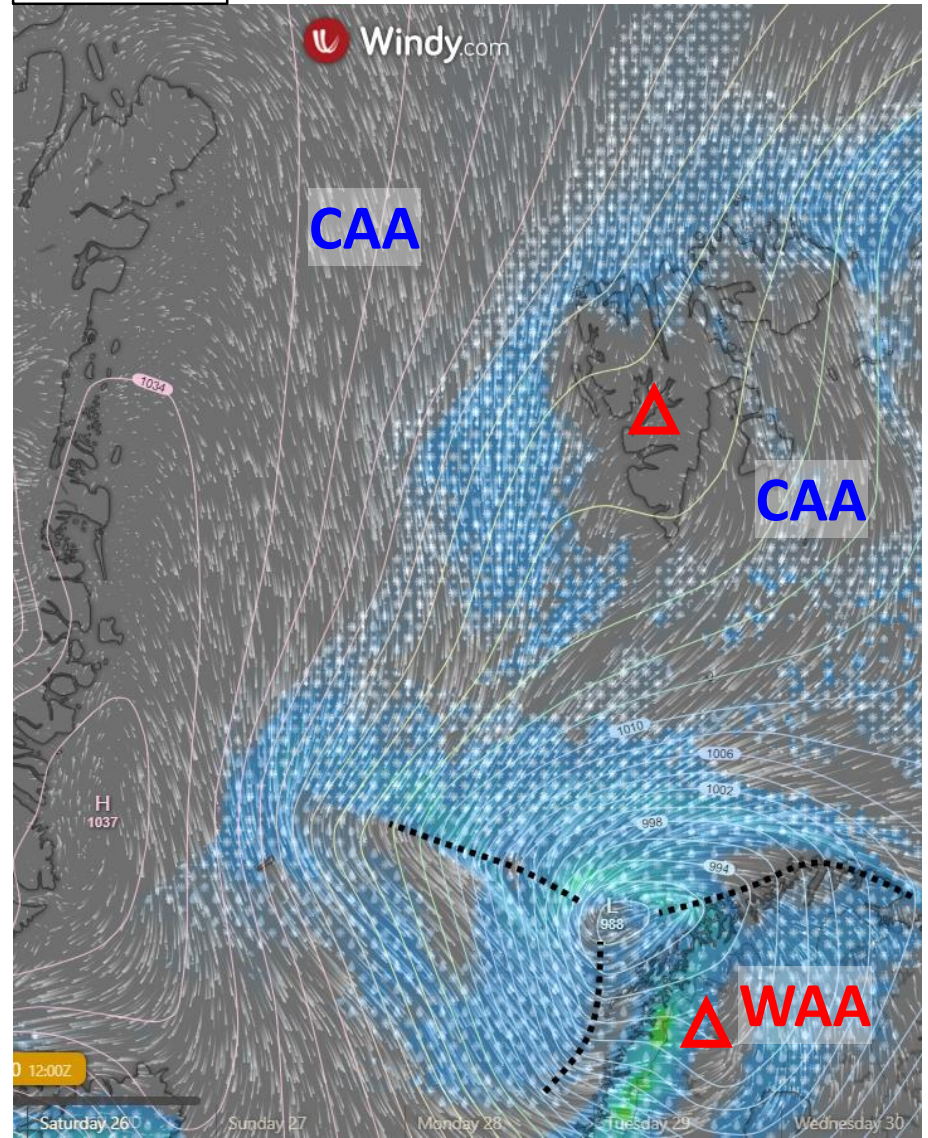 Windy.com
CAA
1034
CAA
1010
1006
H
1037
1002
998
994
L
988
WAA
0 12:00Z
Saturday 26
Sunday 27
Monday 28
Tuesday 29
Wednesday 30